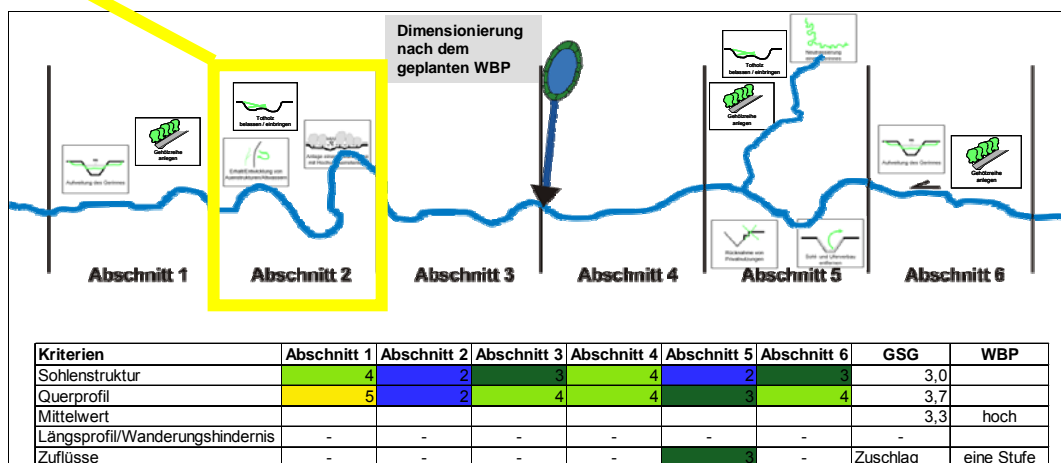 Dimensionierung
nach dem
geplanten WBP
Totholz
belassen / einbringen
Gehölzreihe
anlegen
Aufweitung des Gerinnes
Totholz
belassen / einbringen
Gehölzreihe
anlegen
Aufweitung des Gerinnes
Gehölzreihe
anlegen
Rücknahme von
Privatnutzungen
Sohl- und Uferverbau
entfernen
Abschnitt 1
Abschnitt 2
Abschnitt 3
Abschnitt 4
Abschnitt 5
Abschnitt 6
Kriterien Abschnitt 1 Abschnitt 2 Abschnitt 3 Abschnitt 4 Abschnitt 5 Abschnitt 6 GSG WBP
Sohlenstruktur 4 2 3 4 2 3 3,0
Querprofil 5 2 4 4 3 4 3,7
Mittelwert 3,3 hoch
Längsprofil/Wanderungshindernis - - - - - - -
Zuflüsse - - - - 3 - Zuschlag eine Stufe